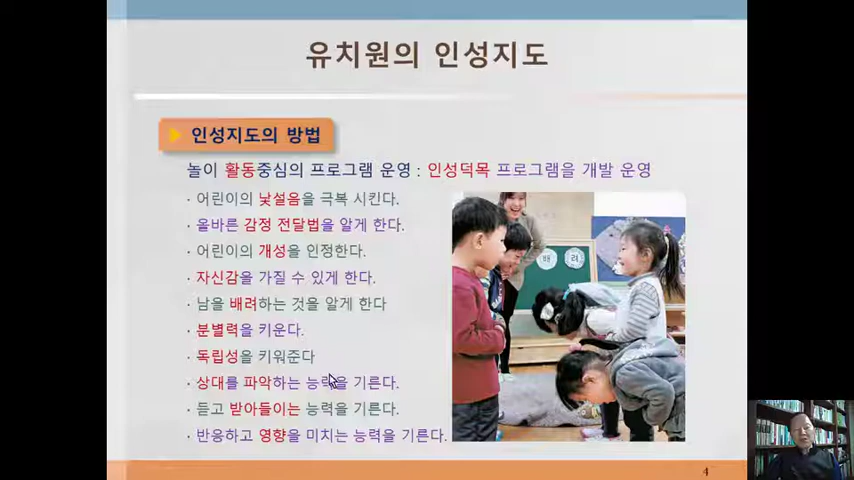 유치원의 인성지도
인성지도의 방법
놀이 활동중심의 프로그램 운영 : 인성덕목 프로그램을 개발 운영
· 어린이의 낯설음을 극복 시킨다.
· 올바른 감정 전달법을 알게 한다.
· 어린이의 개성을 인정한다.
· 자신감을 가질 수 있게 한다.
· 남을 배려하는 것을 알게 한다
· 분별력을 키운다.
· 독립성을 키워준다
· 상대를 파악하는 능력을 기른다.
· 듣고 받아들이는 능력을 기른다.
· 반응하고 영향을 미치는 능력을 기른다.
배 려
4